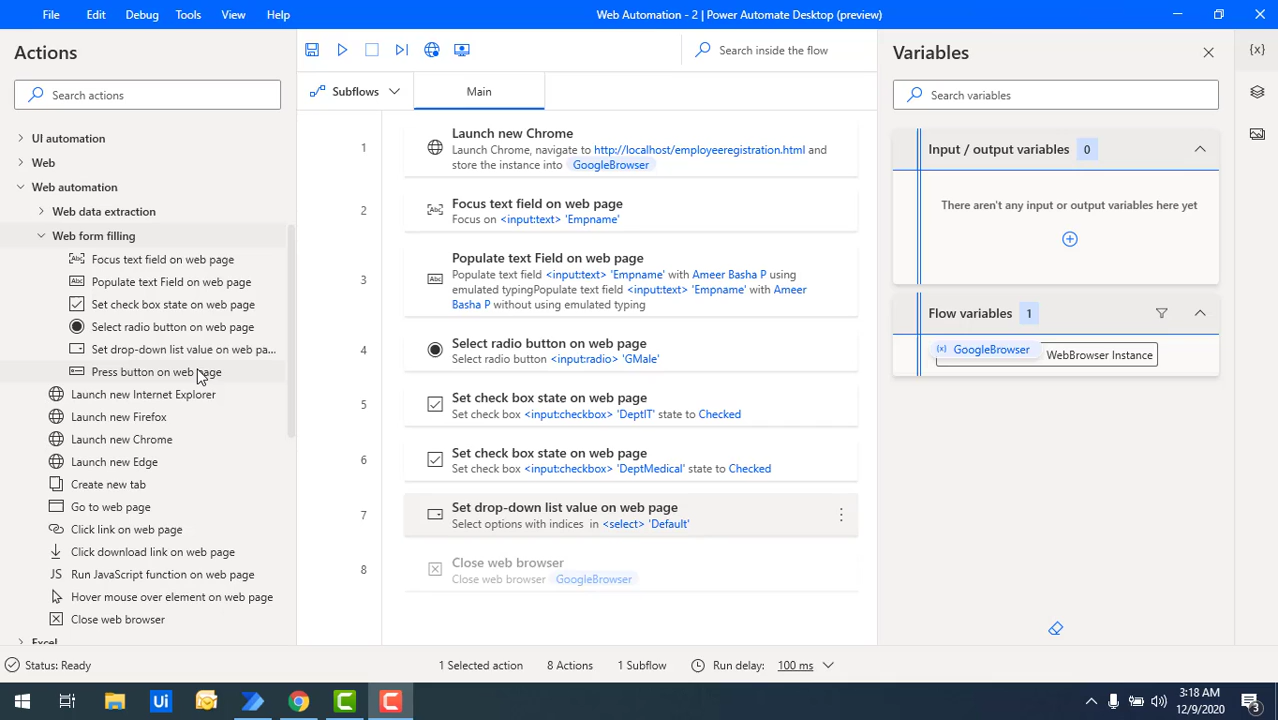 File Edit Debug Tools View Help
Web Automation - 2 | Power Automate Desktop (preview)
Actions
Search actions
UI automation
Web
Web automation
Web data extraction
Web form filling
Focus text field on web page
Populate text Field on web page
Set check box state on web page
Select radio button on web page
Set drop-down list value on web pa...
Press button on web page
Launch new Internet Explorer
Launch new Firefox
Launch new Chrome
Launch new Edge
Create new tab
Go to web page
Click link on web page
Click download link on web page
JS Run JavaScript function on web page
Hover mouse over element on web page
Close web browser
Excel
Search inside the flow
Subflows
Main
1
Launch new Chrome
Launch Chrome, navigate to http://localhost/employeeregistration.html and
store the instance into GoogleBrowser
2
Abc
Focus text field on web page
Focus on <input:text> 'Empname'
3
Abc
Populate text Field on web page
Populate text field <input:text> 'Empname' with Ameer Basha P using
emulated typingPopulate text field <input:text> 'Empname' with Ameer
Basha P without using emulated typing
4
Select radio button on web page
Select radio button <input:radio> 'GMale'
5
Set check box state on web page
Set check box <input:checkbox> 'DeptIT' state to Checked
6
Set check box state on web page
Set check box <input:checkbox> 'DeptMedical' state to Checked
7
Set drop-down list value on web page
Select options with indices in <select> 'Default'
8
Close web browser
Close web browser GoogleBrowser
Variables
{x}
Search variables
Input / output variables 0
There aren't any input or output variables here yet
Flow variables 1
(x) GoogleBrowser WebBrowser Instance
Status: Ready
1 Selected action 8 Actions 1 Subflow Run delay: 100 ms
Ui
3:18 AM
12/9/2020
3